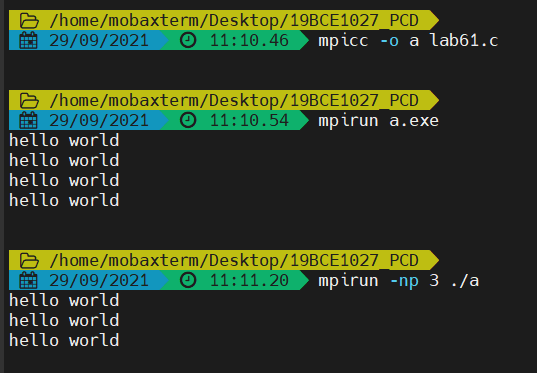 /home/mobaxterm/Desktop/19BCE1027 PCD
29/09/2021 11:10.46 mpicc -o a lab61.c
/home/mobaxterm/Desktop/19BCE1027 PCD
29/09/2021 11:10.54 mpirun a.exe
hello world
hello world
hello world
hello world
/home/mobaxterm/Desktop/19BCE1027 PCD
29/09/2021 11:11.20 mpirun -np 3 ./a
hello world
hello world
hello world